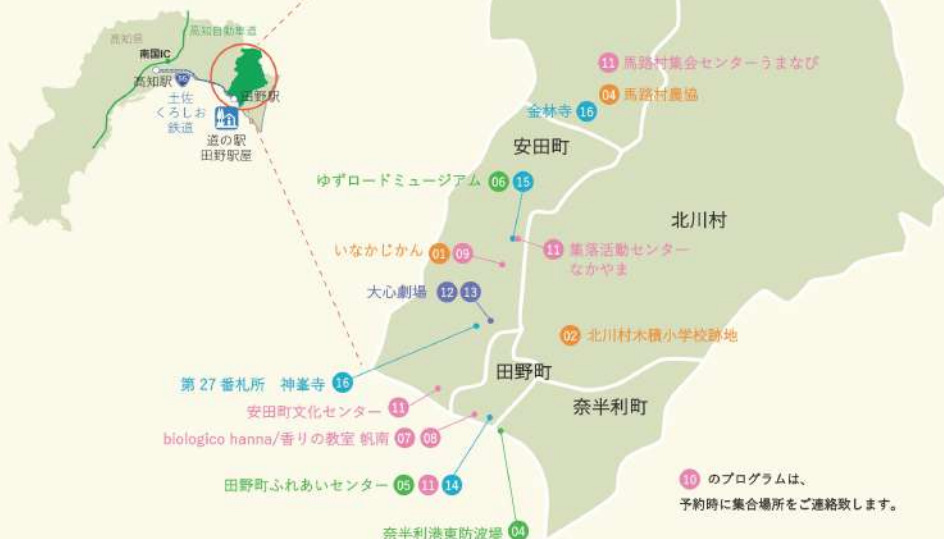 高知県
高知自動車道
南国IC
55
高知駅
田野駅
土佐
くろしお
鉄道
道の駅
田野駅屋
11 馬路村集会センターうまなび
04 馬路村農協
金林寺 16
安田町
ゆずロードミュージアム 06 15
北川村
いなかじかん 01 09
11 集落活動センター
なかやま
大心劇場 12 13
02 北川村木積小学校跡地
田野町
第27番札所 神峯寺 16
奈半利町
安田町文化センター 11
biologico hanna/香りの教室 帆南 07 08
田野町ふれあいセンター 05 11 14
10 のプログラムは、
予約時に集合場所をご連絡致します。
奈半利港東防波堤 04